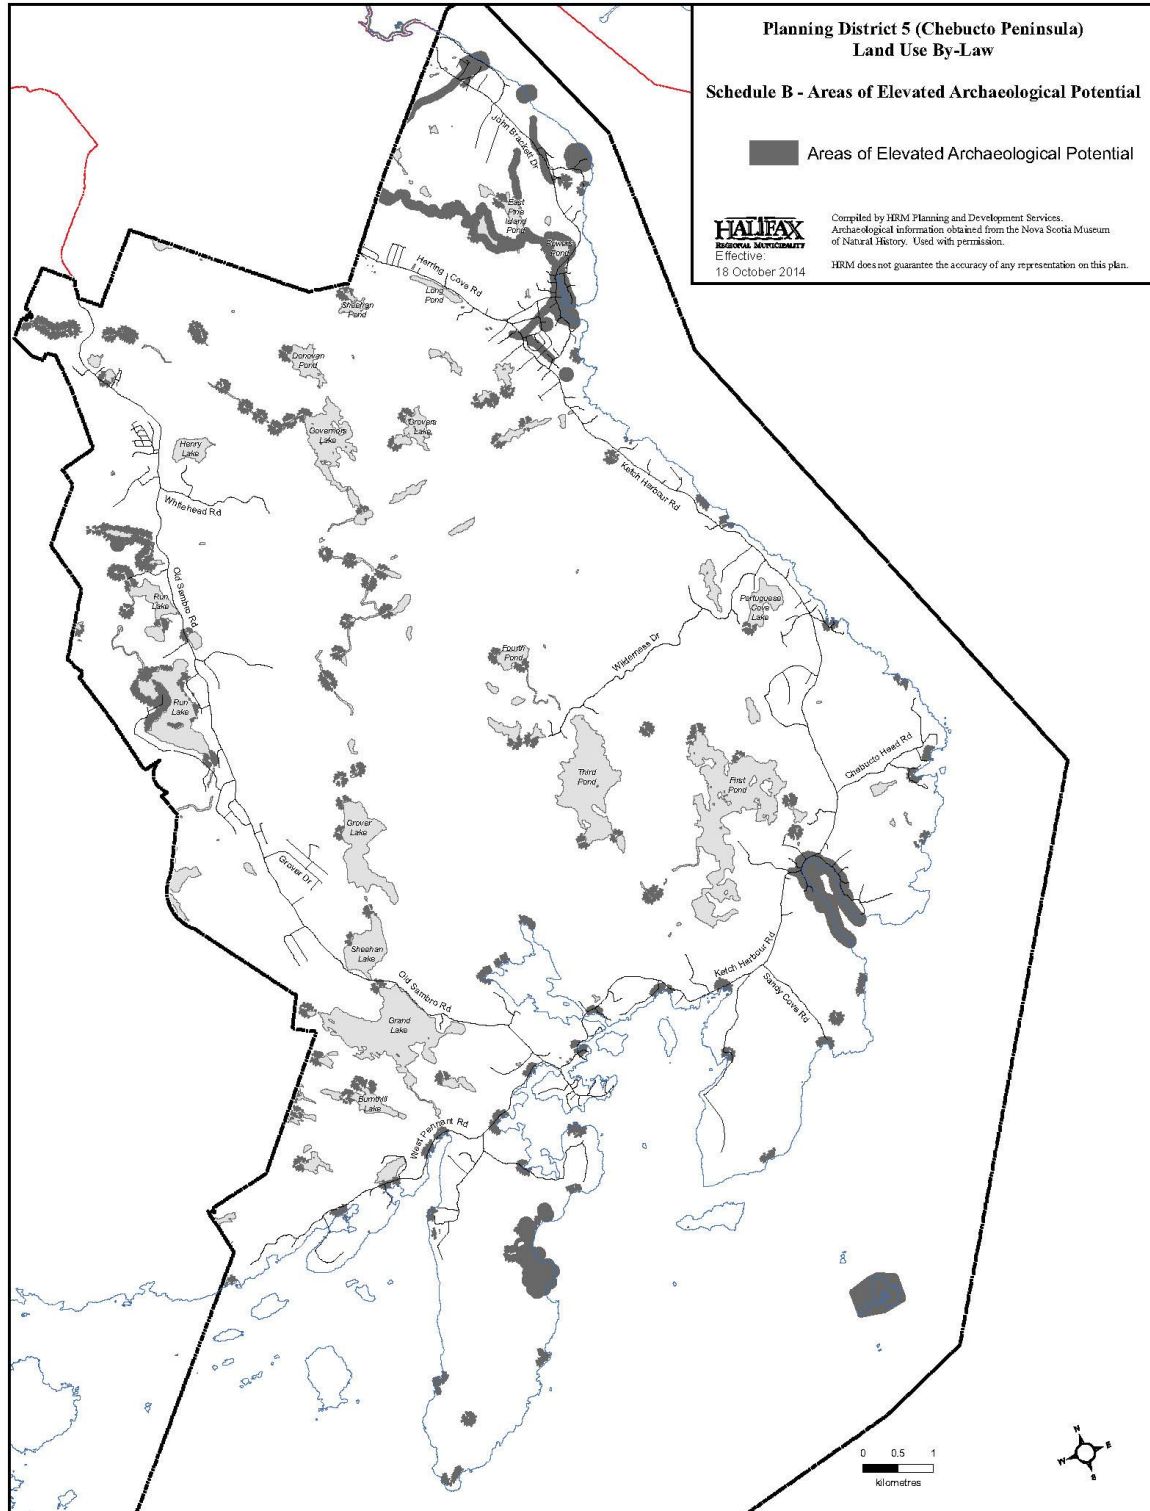 Planning District 5 (Chebucto Peninsula)
Land Use By-Law
Schedule B - Areas of Elevated Archaeological Potential
Areas of Elevated Archaeological Potential
HALIFAX
REGIONAL MUNICIPALITY
Effective:
18 October 2014
Compiled by HRM Planning and Development Services.
Archaeological information obtained from the Nova Scotia Museum
of Natural History. Used with permission.
HRM does not guarantee the accuracy of any representation on this plan.
John Brackett Dr
East
Pine
Island
Pond
Powers
Pond
Herring Cove Rd
Long
Pond
Sheehan
Pond
Donovan
Pond
Governors
Lake
Grovers
Lake
Henry
Lake
Whitehead Rd
Ketch Harbour Rd
Old Sambro Rd
Run
Lake
Portuguese
Cove
Lake
Wilderness Dr
Fourth
Pond
Run
Lake
Chebucto Head Rd
Third
Pond
First
Pond
Grover
Lake
Grover Dr
Sheehan
Lake
Ketch Harbour Rd
Sandy Cove Rd
Old Sambro Rd
Grand
Lake
Burnthill
Lake
West Pennant Rd
N
E
S
W
0 0.5 1
kilometres